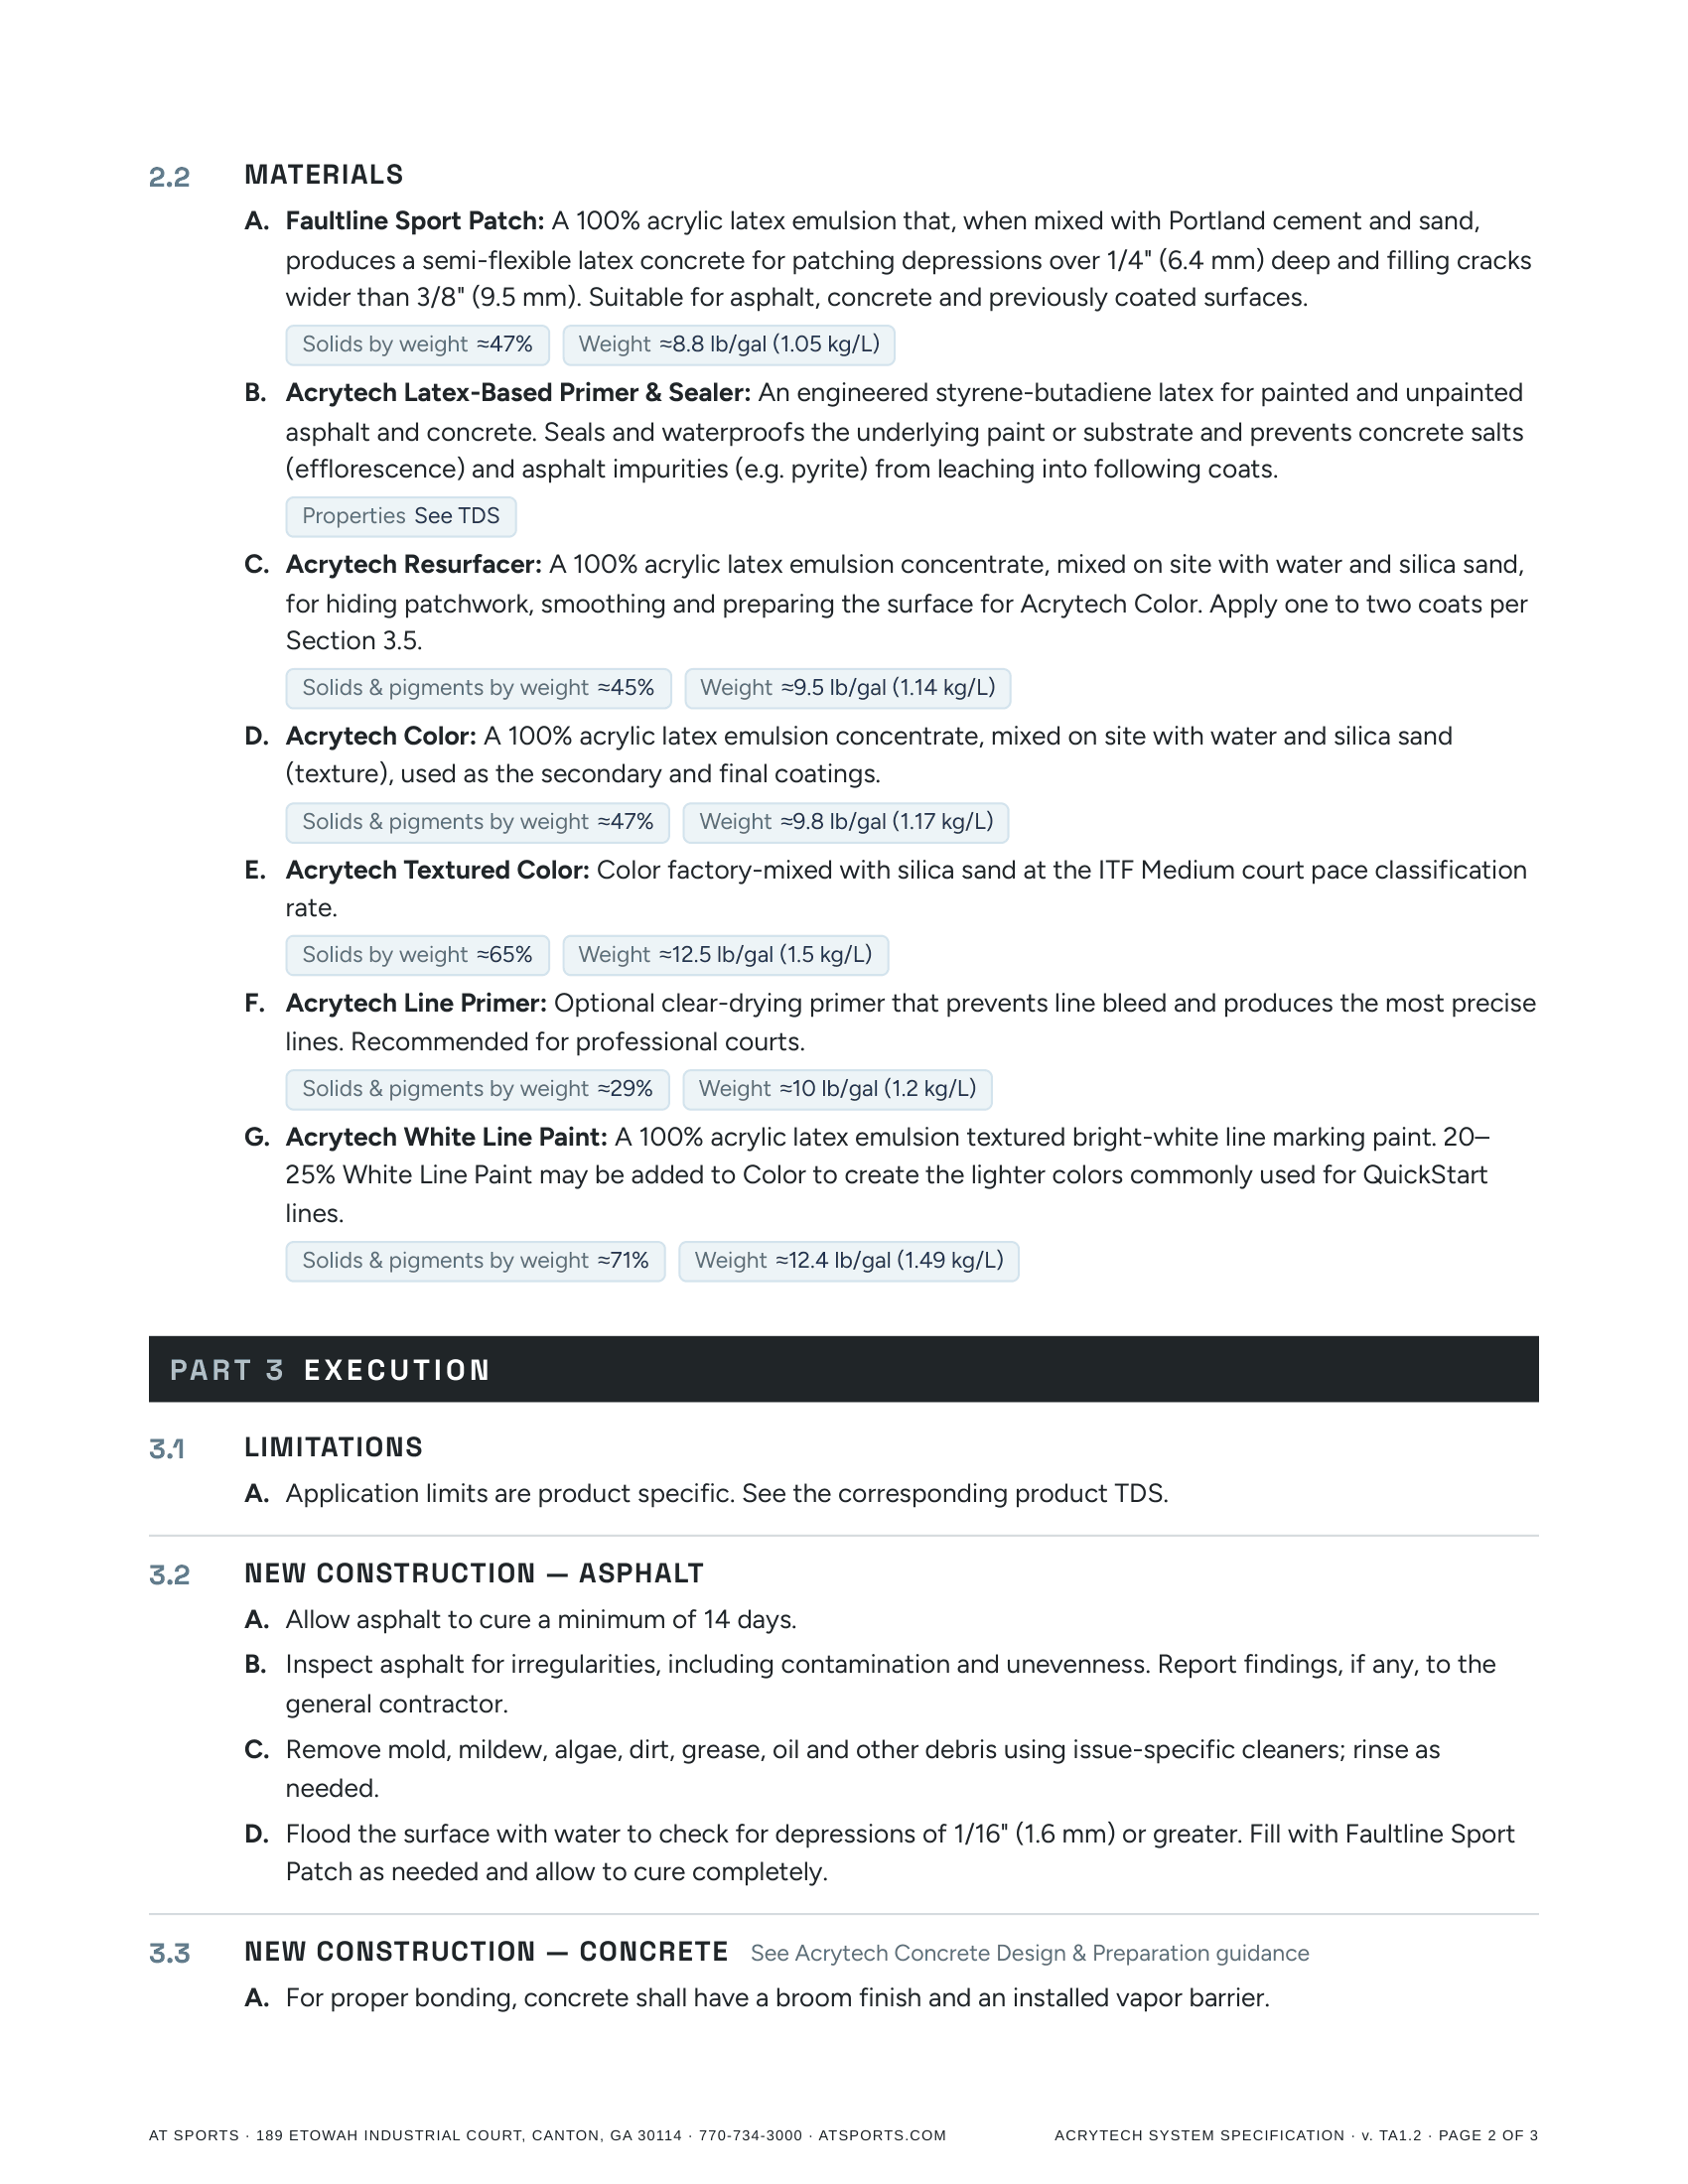 2.2 MATERIALS
A. Faultline Sport Patch: A 100% acrylic latex emulsion that, when mixed with Portland cement and sand,
produces a semi-flexible latex concrete for patching depressions over 1/4" (6.4 mm) deep and filling cracks
wider than 3/8" (9.5 mm). Suitable for asphalt, concrete and previously coated surfaces.
Solids by weight ≈47% Weight ≈8.8 lb/gal (1.05 kg/L)
B. Acrytech Latex-Based Primer & Sealer: An engineered styrene-butadiene latex for painted and unpainted
asphalt and concrete. Seals and waterproofs the underlying paint or substrate and prevents concrete salts
(efflorescence) and asphalt impurities (e.g. pyrite) from leaching into following coats.
Properties See TDS
C. Acrytech Resurfacer: A 100% acrylic latex emulsion concentrate, mixed on site with water and silica sand,
for hiding patchwork, smoothing and preparing the surface for Acrytech Color. Apply one to two coats per
Section 3.5.
Solids & pigments by weight ≈45% Weight ≈9.5 lb/gal (1.14 kg/L)
D. Acrytech Color: A 100% acrylic latex emulsion concentrate, mixed on site with water and silica sand
(texture), used as the secondary and final coatings.
Solids & pigments by weight ≈47% Weight ≈9.8 lb/gal (1.17 kg/L)
E. Acrytech Textured Color: Color factory-mixed with silica sand at the ITF Medium court pace classification
rate.
Solids by weight ≈65% Weight ≈12.5 lb/gal (1.5 kg/L)
F. Acrytech Line Primer: Optional clear-drying primer that prevents line bleed and produces the most precise
lines. Recommended for professional courts.
Solids & pigments by weight ≈29% Weight ≈10 lb/gal (1.2 kg/L)
G. Acrytech White Line Paint: A 100% acrylic latex emulsion textured bright-white line marking paint. 20–
25% White Line Paint may be added to Color to create the lighter colors commonly used for QuickStart
lines.
Solids & pigments by weight ≈71% Weight ≈12.4 lb/gal (1.49 kg/L)
PART 3 EXECUTION
3.1 LIMITATIONS
A. Application limits are product specific. See the corresponding product TDS.
3.2 NEW CONSTRUCTION — ASPHALT
A. Allow asphalt to cure a minimum of 14 days.
B. Inspect asphalt for irregularities, including contamination and unevenness. Report findings, if any, to the
general contractor.
C. Remove mold, mildew, algae, dirt, grease, oil and other debris using issue-specific cleaners; rinse as
needed.
D. Flood the surface with water to check for depressions of 1/16" (1.6 mm) or greater. Fill with Faultline Sport
Patch as needed and allow to cure completely.
3.3 NEW CONSTRUCTION — CONCRETE See Acrytech Concrete Design & Preparation guidance
A. For proper bonding, concrete shall have a broom finish and an installed vapor barrier.
AT SPORTS · 189 ETOWAH INDUSTRIAL COURT, CANTON, GA 30114 · 770-734-3000 · ATSPORTS.COM ACRYTECH SYSTEM SPECIFICATION · v. TA1.2 · PAGE 2 OF 3